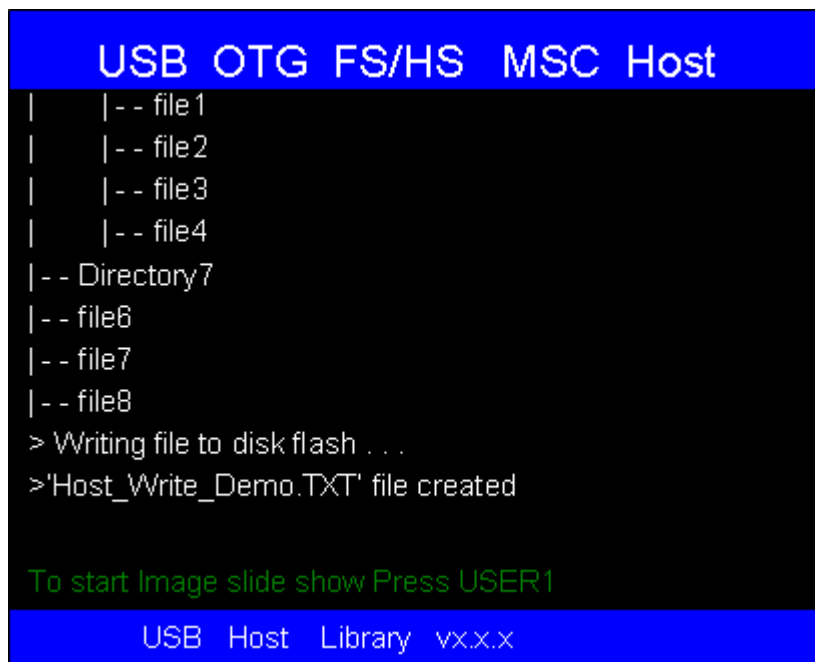 USB OTG FS/HS MSC Host
| |-- file1
| |-- file2
| |-- file3
| |-- file4
|-- Directory7
|-- file6
|-- file7
|-- file8
> Writing file to disk flash . . .
>'Host_Write_Demo.TXT' file created
To start Image slide show Press USER1
USB Host Library vx.x.x